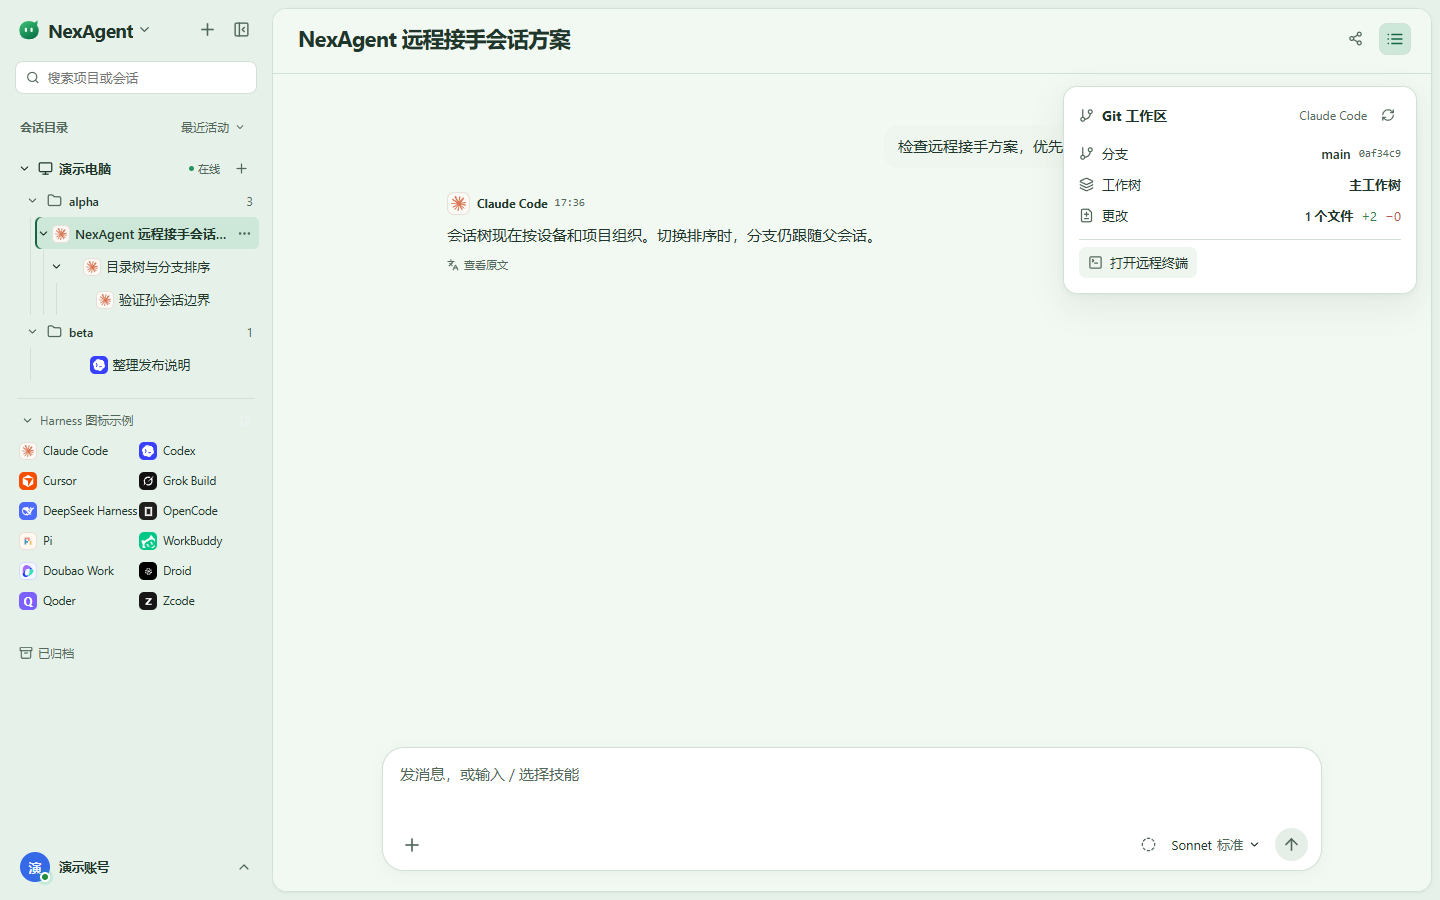 NexAgent
搜索项目或会话
会话目录
最近活动
演示电脑
在线
alpha
3
NexAgent 远程接手会话...
目录树与分支排序
验证孙会话边界
beta
1
整理发布说明
Harness 图标示例
Claude Code
Codex
Cursor
Grok Build
DeepSeek Harness
OpenCode
Pi
WorkBuddy
Doubao Work
Droid
Qoder
Zcode
已归档
演
演示账号
NexAgent 远程接手会话方案
检查远程接手方案，优先
Claude Code 17:36
会话树现在按设备和项目组织。切换排序时，分支仍跟随父会话。
查看原文
Git 工作区
Claude Code
分支
main 0af34c9
工作树
主工作树
更改
1 个文件 +2 −0
打开远程终端
发消息，或输入 / 选择技能
Sonnet 标准